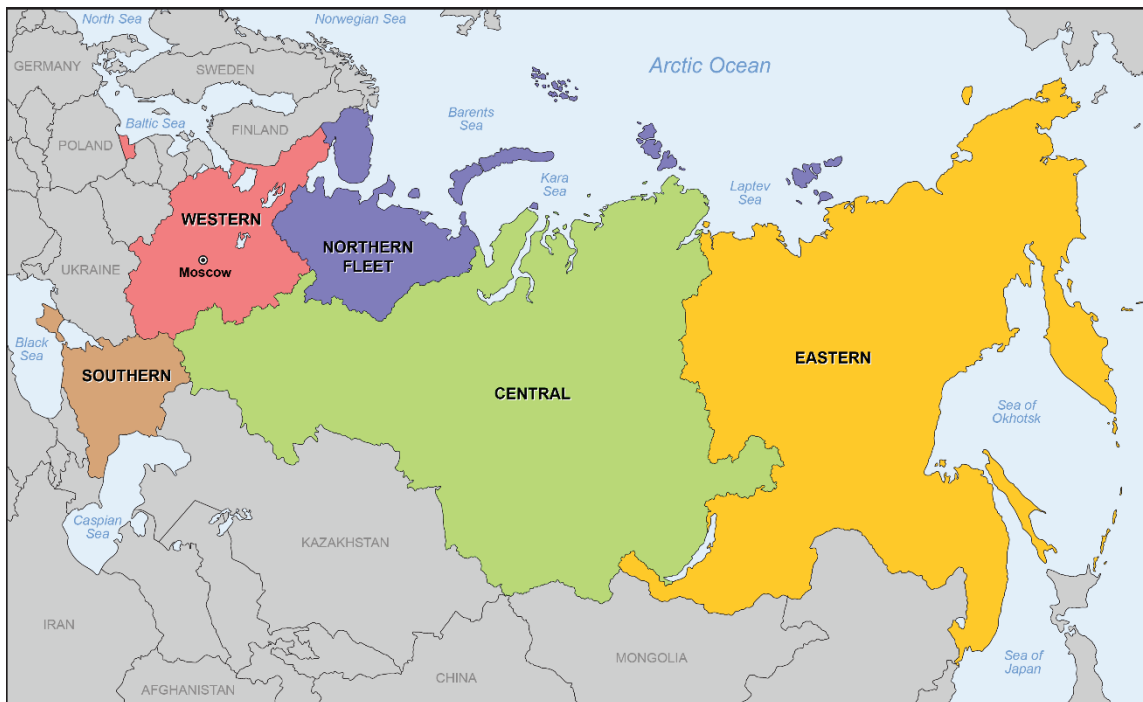 North Sea
Norwegian Sea
GERMANY
SWEDEN
Arctic Ocean
Barents
Sea
Baltic Sea
FINLAND
POLAND
Kara
Sea
Laptev
Sea
WESTERN
NORTHERN
FLEET
Moscow
UKRAINE
Black
Sea
SOUTHERN
CENTRAL
EASTERN
Sea of
Okhotsk
Caspian
Sea
KAZAKHSTAN
IRAN
MONGOLIA
Sea of
Japan
CHINA
AFGHANISTAN